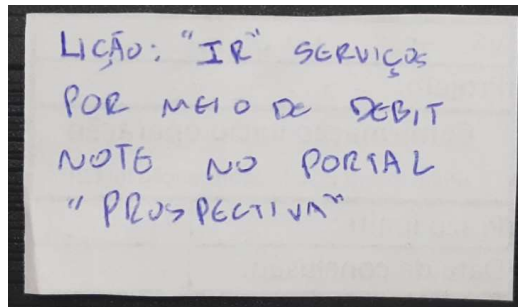 LIÇÃO: "IR" SERVIÇOS
POR MEIO DE DEBIT
NOTE NO PORTAL
"PROSPECTIVA"